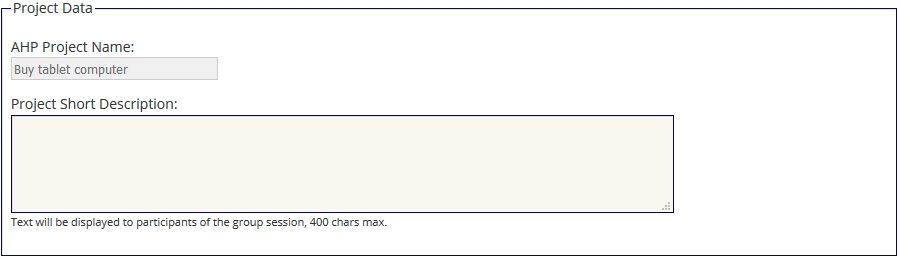 Project Data
AHP Project Name:
Buy tablet computer
Project Short Description:
Text will be displayed to participants of the group session, 400 chars max.